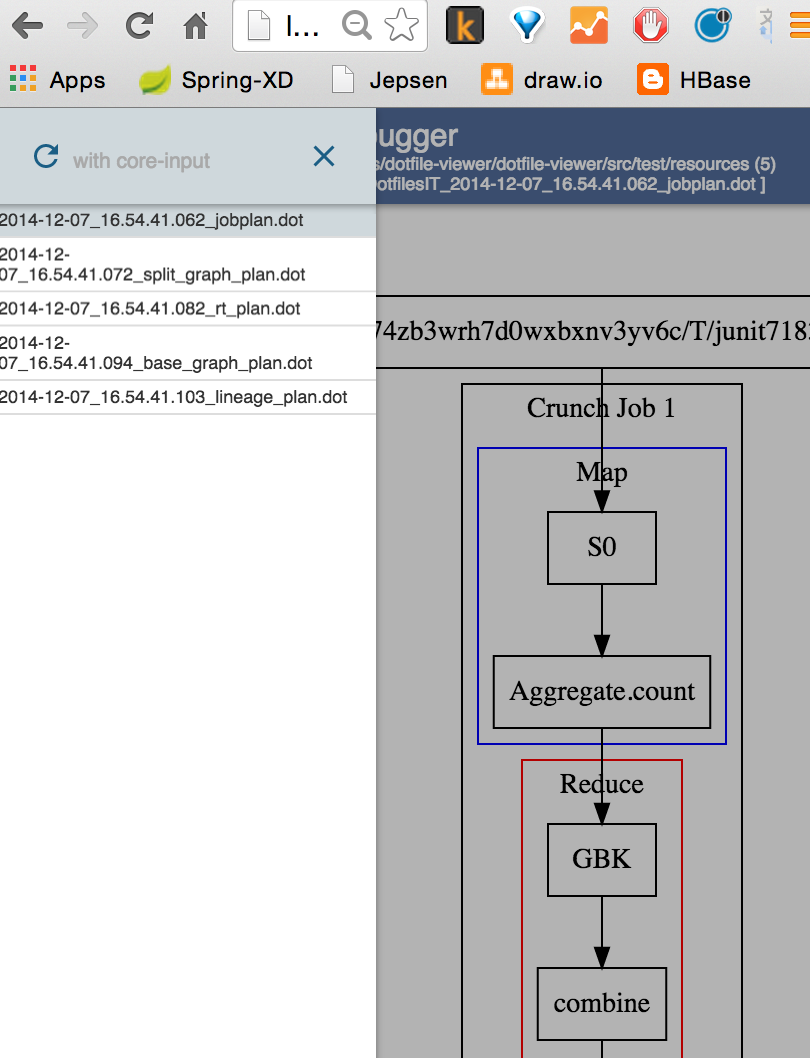 l...
Apps
Spring-XD
Jepsen
draw.io
HBase
with core-input
ugger
s/dotfile-viewer/dotfile-viewer/src/test/resources (5)
otfilesIT_2014-12-07_16.54.41.062_jobplan.dot ]
2014-12-07_16.54.41.062_jobplan.dot
2014-12-
07_16.54.41.072_split_graph_plan.dot
2014-12-07_16.54.41.082_rt_plan.dot
2014-12-
07_16.54.41.094_base_graph_plan.dot
2014-12-07_16.54.41.103_lineage_plan.dot
74zb3wrh7d0wxbxnv3yv6c/T/junit718
Crunch Job 1
Map
S0
Aggregate.count
Reduce
GBK
combine